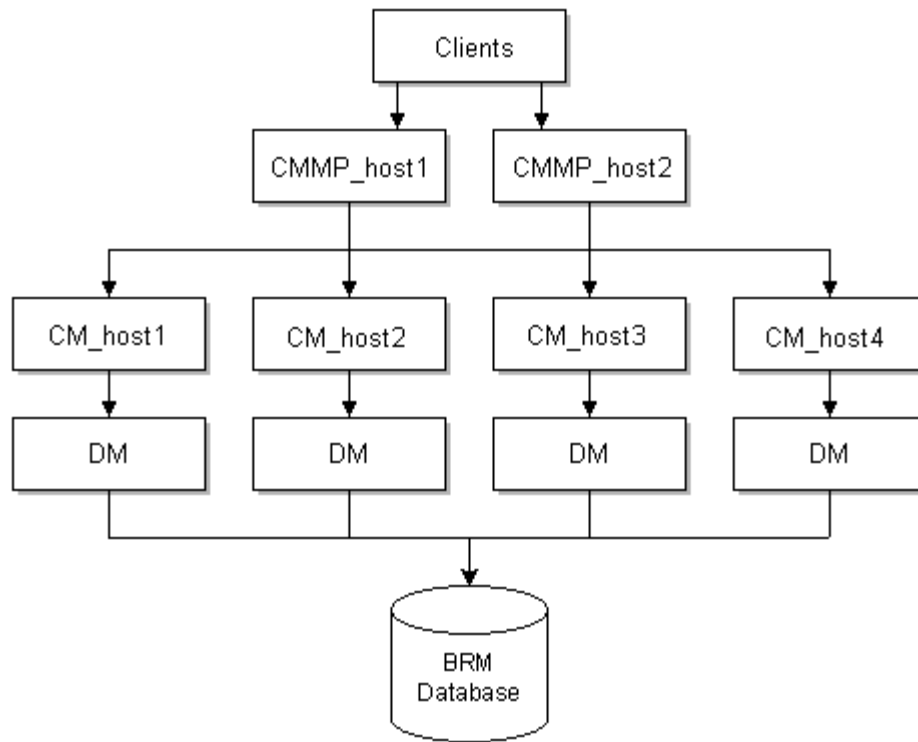 Clients
CMMP_host1
CMMP_host2
CM_host1
CM_host2
CM_host3
CM_host4
DM
DM
DM
DM
BRM
Database